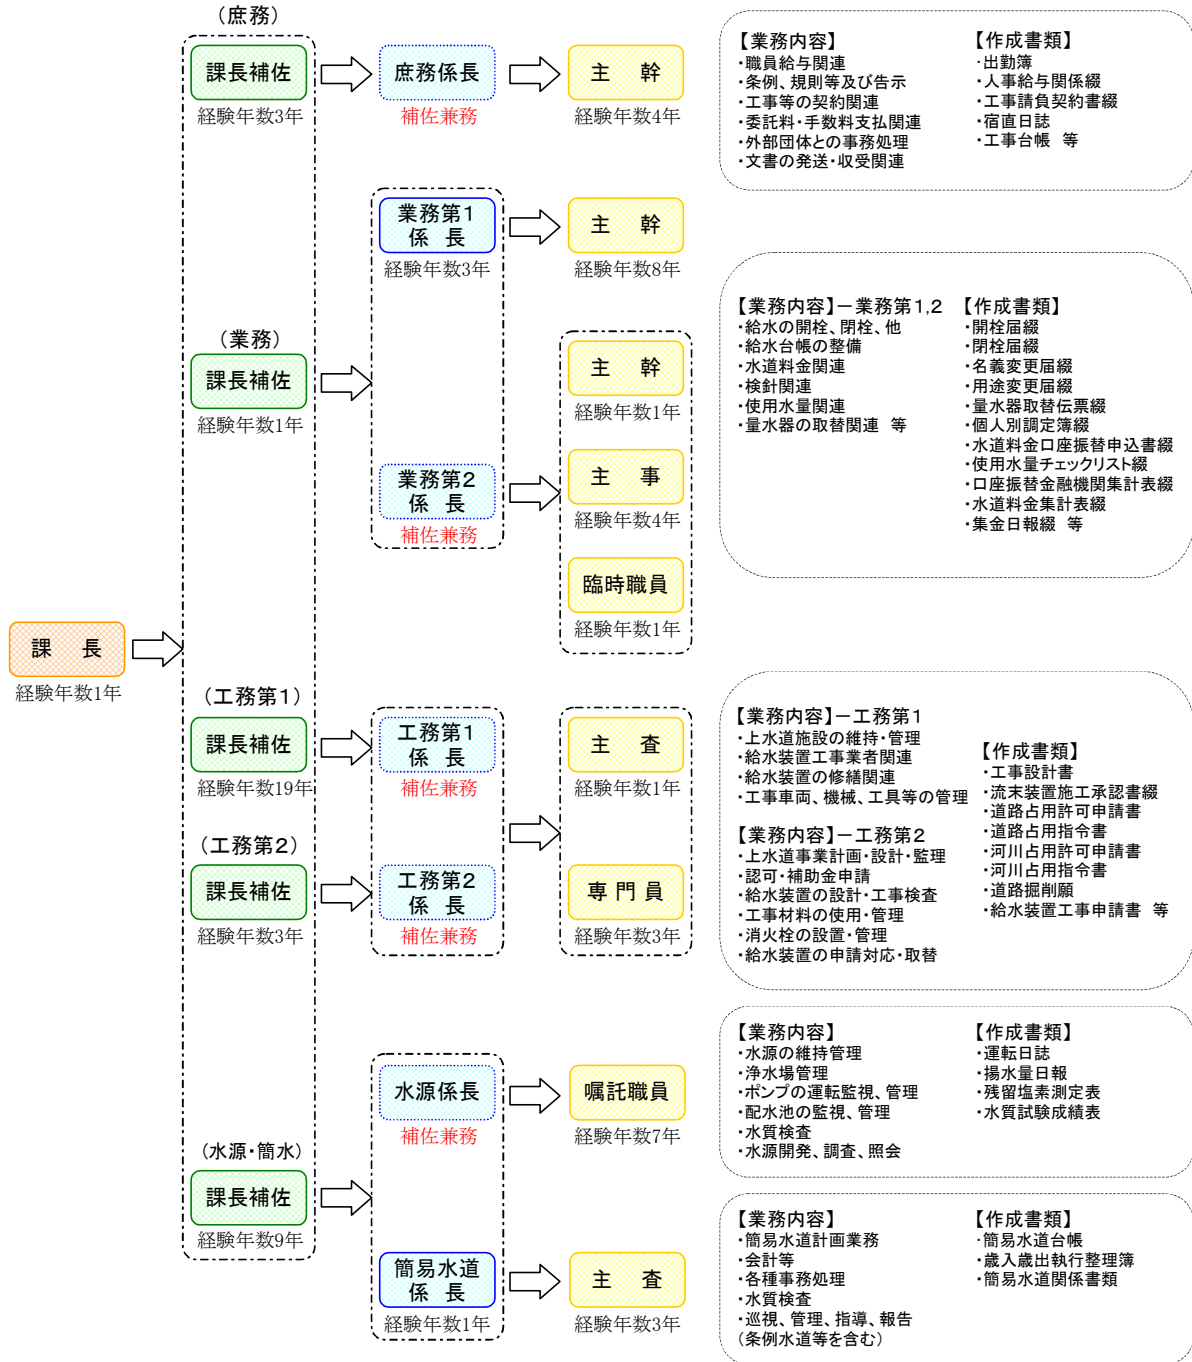 （庶務）
課長補佐
経験年数3年
庶務係長
補佐兼務
主　幹
経験年数4年
【業務内容】
・職員給与関連
・条例、規則等及び告示
・工事等の契約関連
・委託料・手数料支払関連
・外部団体との事務処理
・文書の発送・収受関連
【作成書類】
・出勤簿
・人事給与関係綴
・工事請負契約書綴
・宿直日誌
・工事台帳　等
（業務）
課長補佐
経験年数1年
業務第1
係 長
経験年数3年
主　幹
経験年数8年
業務第2
係 長
補佐兼務
主　幹
経験年数1年
主　事
経験年数4年
臨時職員
経験年数1年
【業務内容】－業務第1,2
・給水の開栓、閉栓、他
・給水台帳の整備
・水道料金関連
・検針関連
・使用水量関連
・量水器の取替関連　等
【作成書類】
・開栓届綴
・閉栓届綴
・名義変更届綴
・用途変更届綴
・量水器取替伝票綴
・個人別調定簿綴
・水道料金口座振替申込書綴
・使用水量チェックリスト綴
・口座振替金融機関集計表綴
・水道料金集計表綴
・集金日報綴　等
課　長
経験年数1年
（工務第1）
課長補佐
経験年数19年
工務第1
係 長
補佐兼務
主　査
経験年数1年
（工務第2）
課長補佐
経験年数3年
工務第2
係 長
補佐兼務
専門員
経験年数3年
【業務内容】－工務第1
・上水道施設の維持・管理
・給水装置工事業者関連
・給水装置の修繕関連
・工事車両、機械、工具等の管理
【業務内容】－工務第2
・上水道事業計画・設計・監理
・認可・補助金申請
・給水装置の設計・工事検査
・工事材料の使用・管理
・消火栓の設置・管理
・給水装置の申請対応・取替
【作成書類】
・工事設計書
・流末装置施工承認書綴
・道路占用許可申請書
・道路占用指令書
・河川占用許可申請書
・河川占用指令書
・道路掘削願
・給水装置工事申請書 等
（水源・簡水）
課長補佐
経験年数9年
水源係長
補佐兼務
嘱託職員
経験年数7年
【業務内容】
・水源の維持管理
・浄水場管理
・ポンプの運転監視、管理
・配水池の監視、管理
・水質検査
・水源開発、調査、照会
【作成書類】
・運転日誌
・揚水量日報
・残留塩素測定表
・水質試験成績表
簡易水道
係 長
経験年数1年
主　査
経験年数3年
【業務内容】
・簡易水道計画業務
・会計等
・各種事務処理
・水質検査
・巡視、管理、指導、報告
（条例水道等を含む）
【作成書類】
・簡易水道台帳
・歳入歳出執行整理簿
・簡易水道関係書類